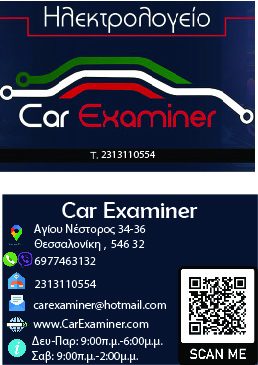 Ηλεκτρολογείο
Car Examiner
Τ. 2313110554
Car Examiner
Αγίου Νέστορος 34-36
Θεσσαλονίκη , 546 32
6977463132
2313110554
carexaminer@hotmail.com
www.CarExaminer.com
Δευ-Παρ: 9:00π.μ.-6:00μ.μ.
Σαβ: 9:00π.μ.-2:00μ.μ.
SCAN ME